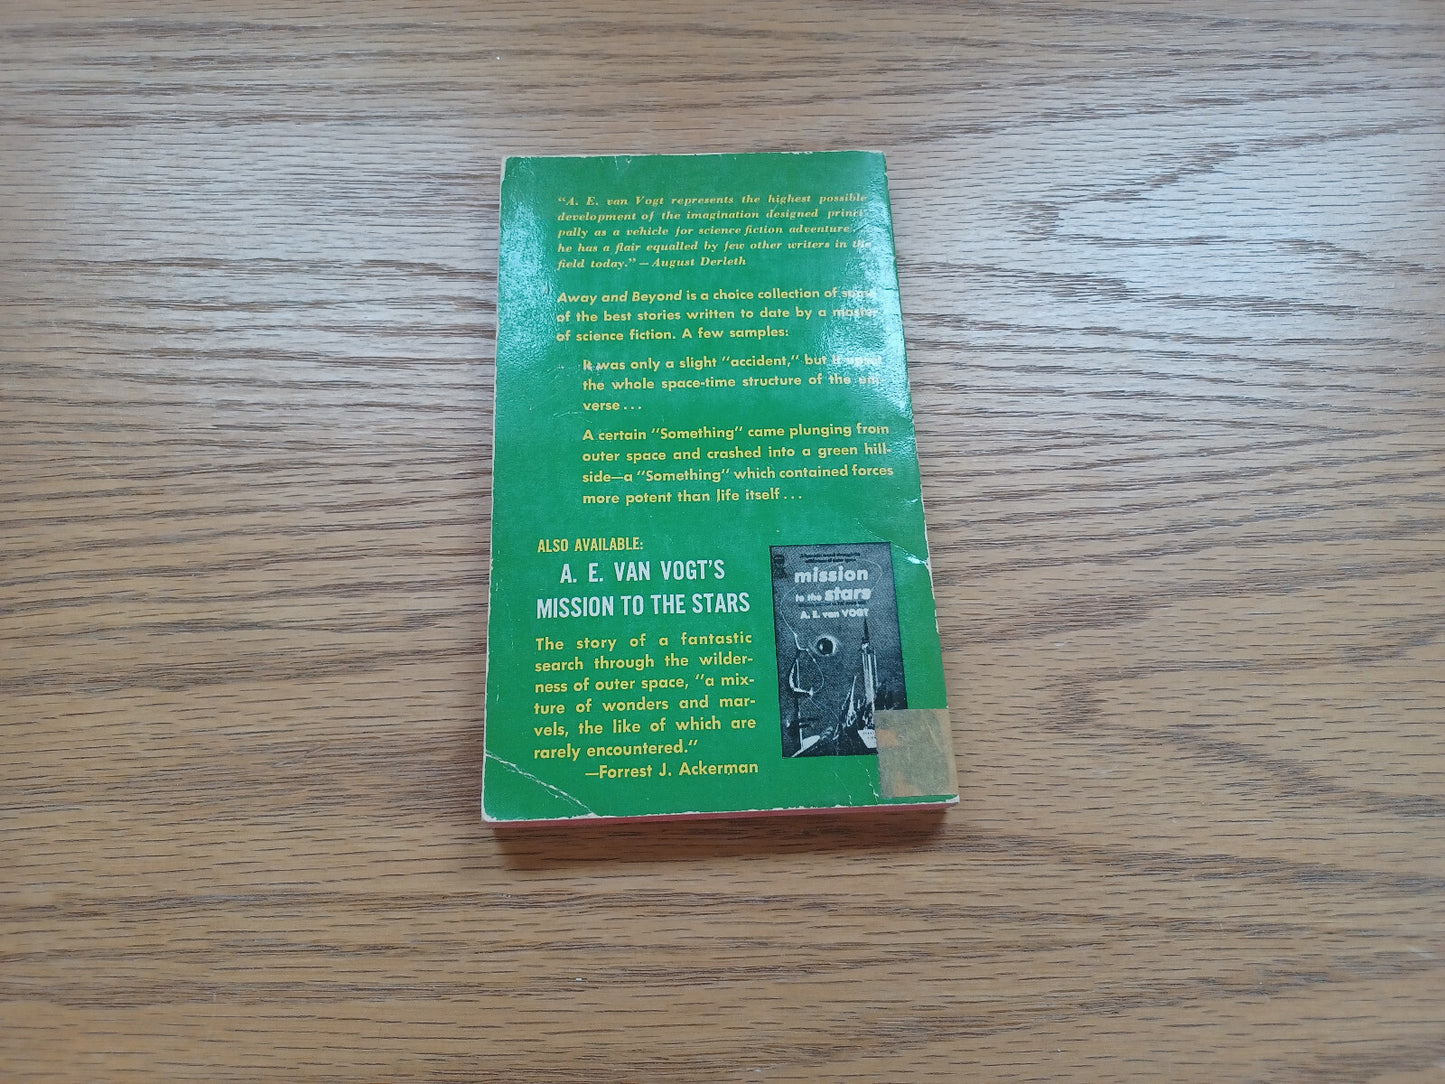 "A. E. van Vogt represents the highest possible
development of the imagination designed princi-
pally as a vehicle for science fiction adventure
he has a flair equalled by few other writers in the
field today."—August Derleth
Away and Beyond is a choice collection of some
of the best stories written to date by a master
of science fiction. A few samples:
It was only a slight "accident," but it upset
the whole space-time structure of the uni-
verse...
A certain "Something" came plunging from
outer space and crashed into a green hill-
side—a "Something" which contained forces
more potent than life itself...
ALSO AVAILABLE:
A. E. VAN VOGT'S
MISSION TO THE STARS
The story of a fantastic
search through the wilder-
ness of outer space, "a mix-
ture of wonders and mar-
vels, the like of which are
rarely encountered."
—Forrest J. Ackerman
mission
to the stars
A. E. van VOGT